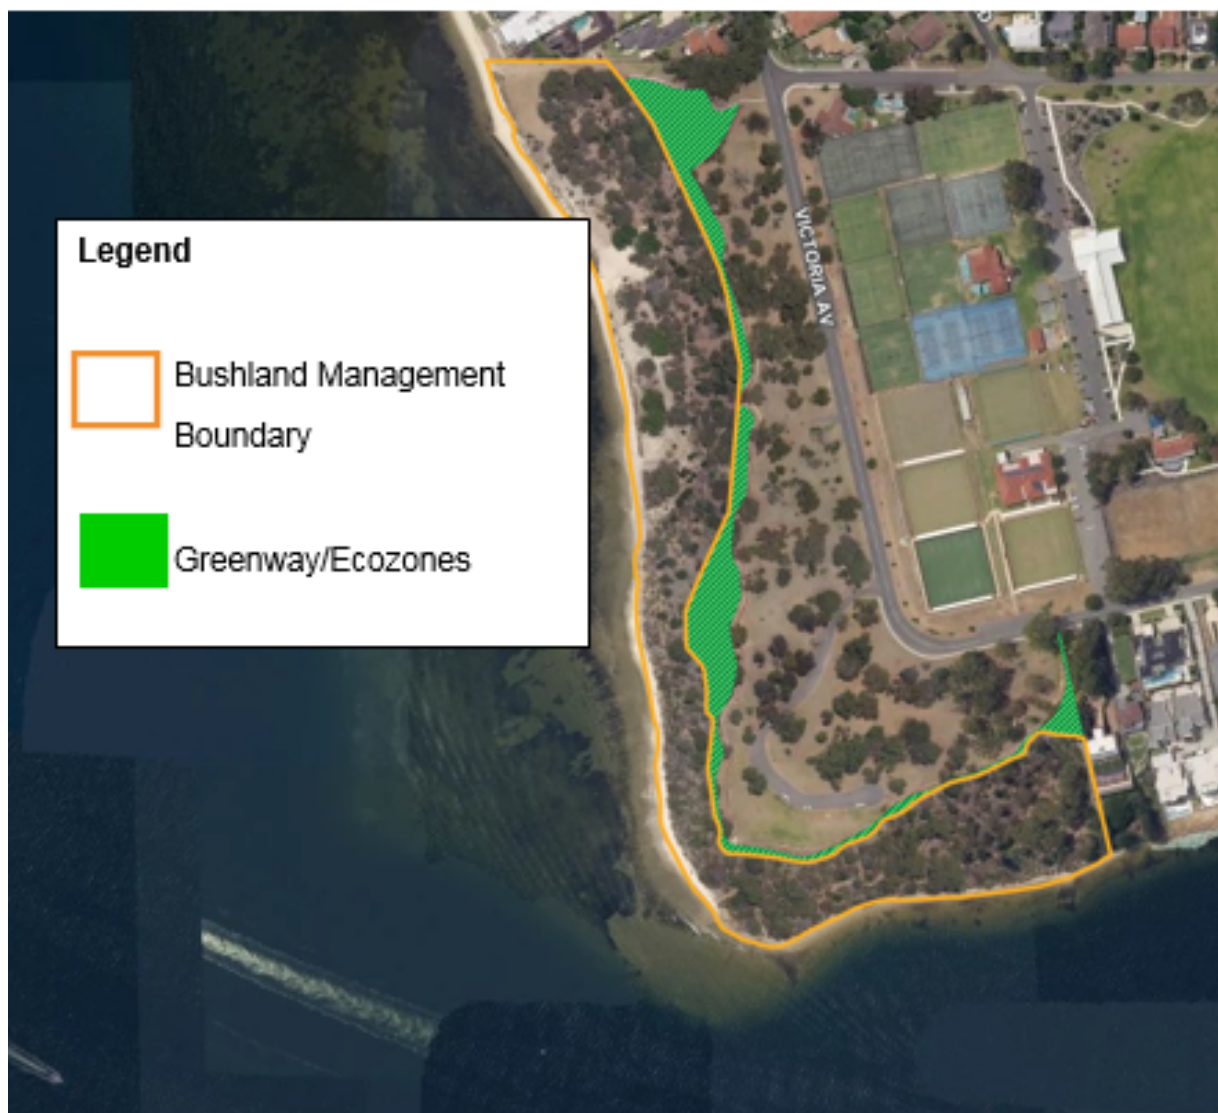 Legend
Bushland Management
Boundary
Greenway/Ecozones
VICTORIA AV